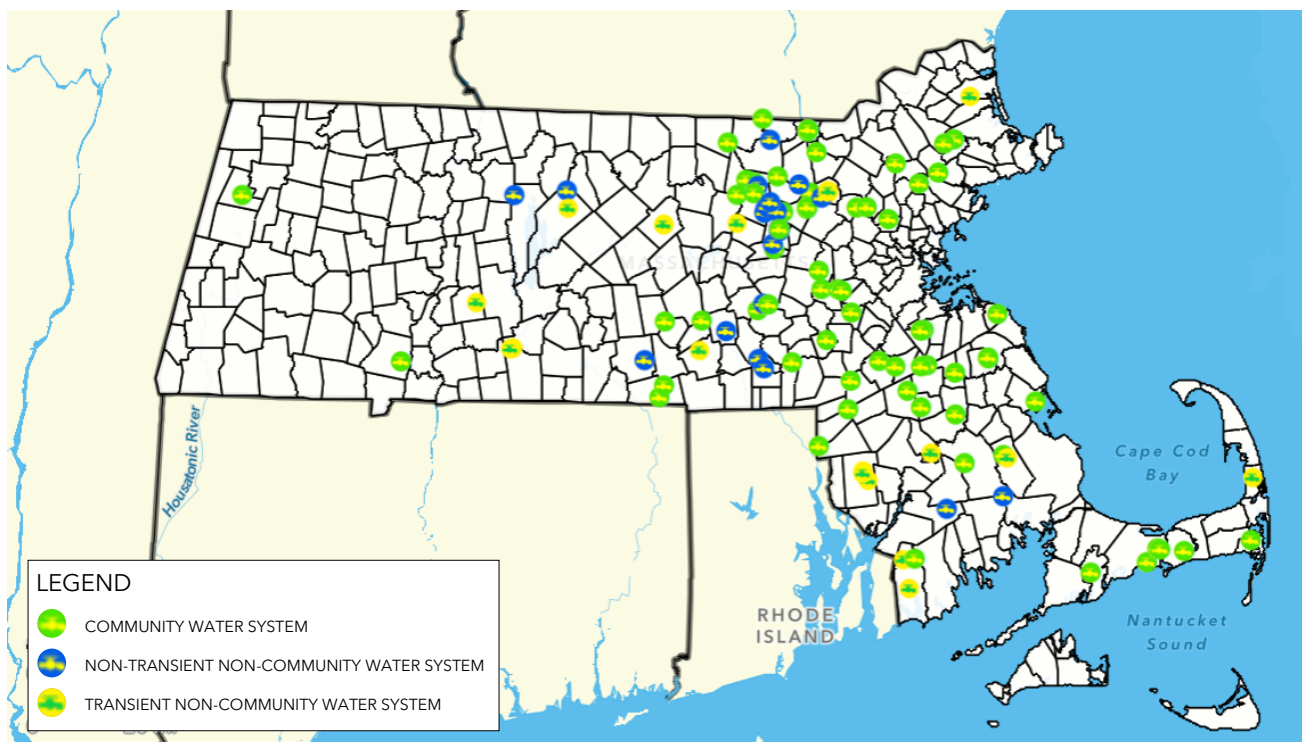 MASSACHUSETTS
Housatonic River
Cape Cod
Bay
RHODE
ISLAND
Nantucket
Sound
LEGEND
COMMUNITY WATER SYSTEM
NON-TRANSIENT NON-COMMUNITY WATER SYSTEM
TRANSIENT NON-COMMUNITY WATER SYSTEM